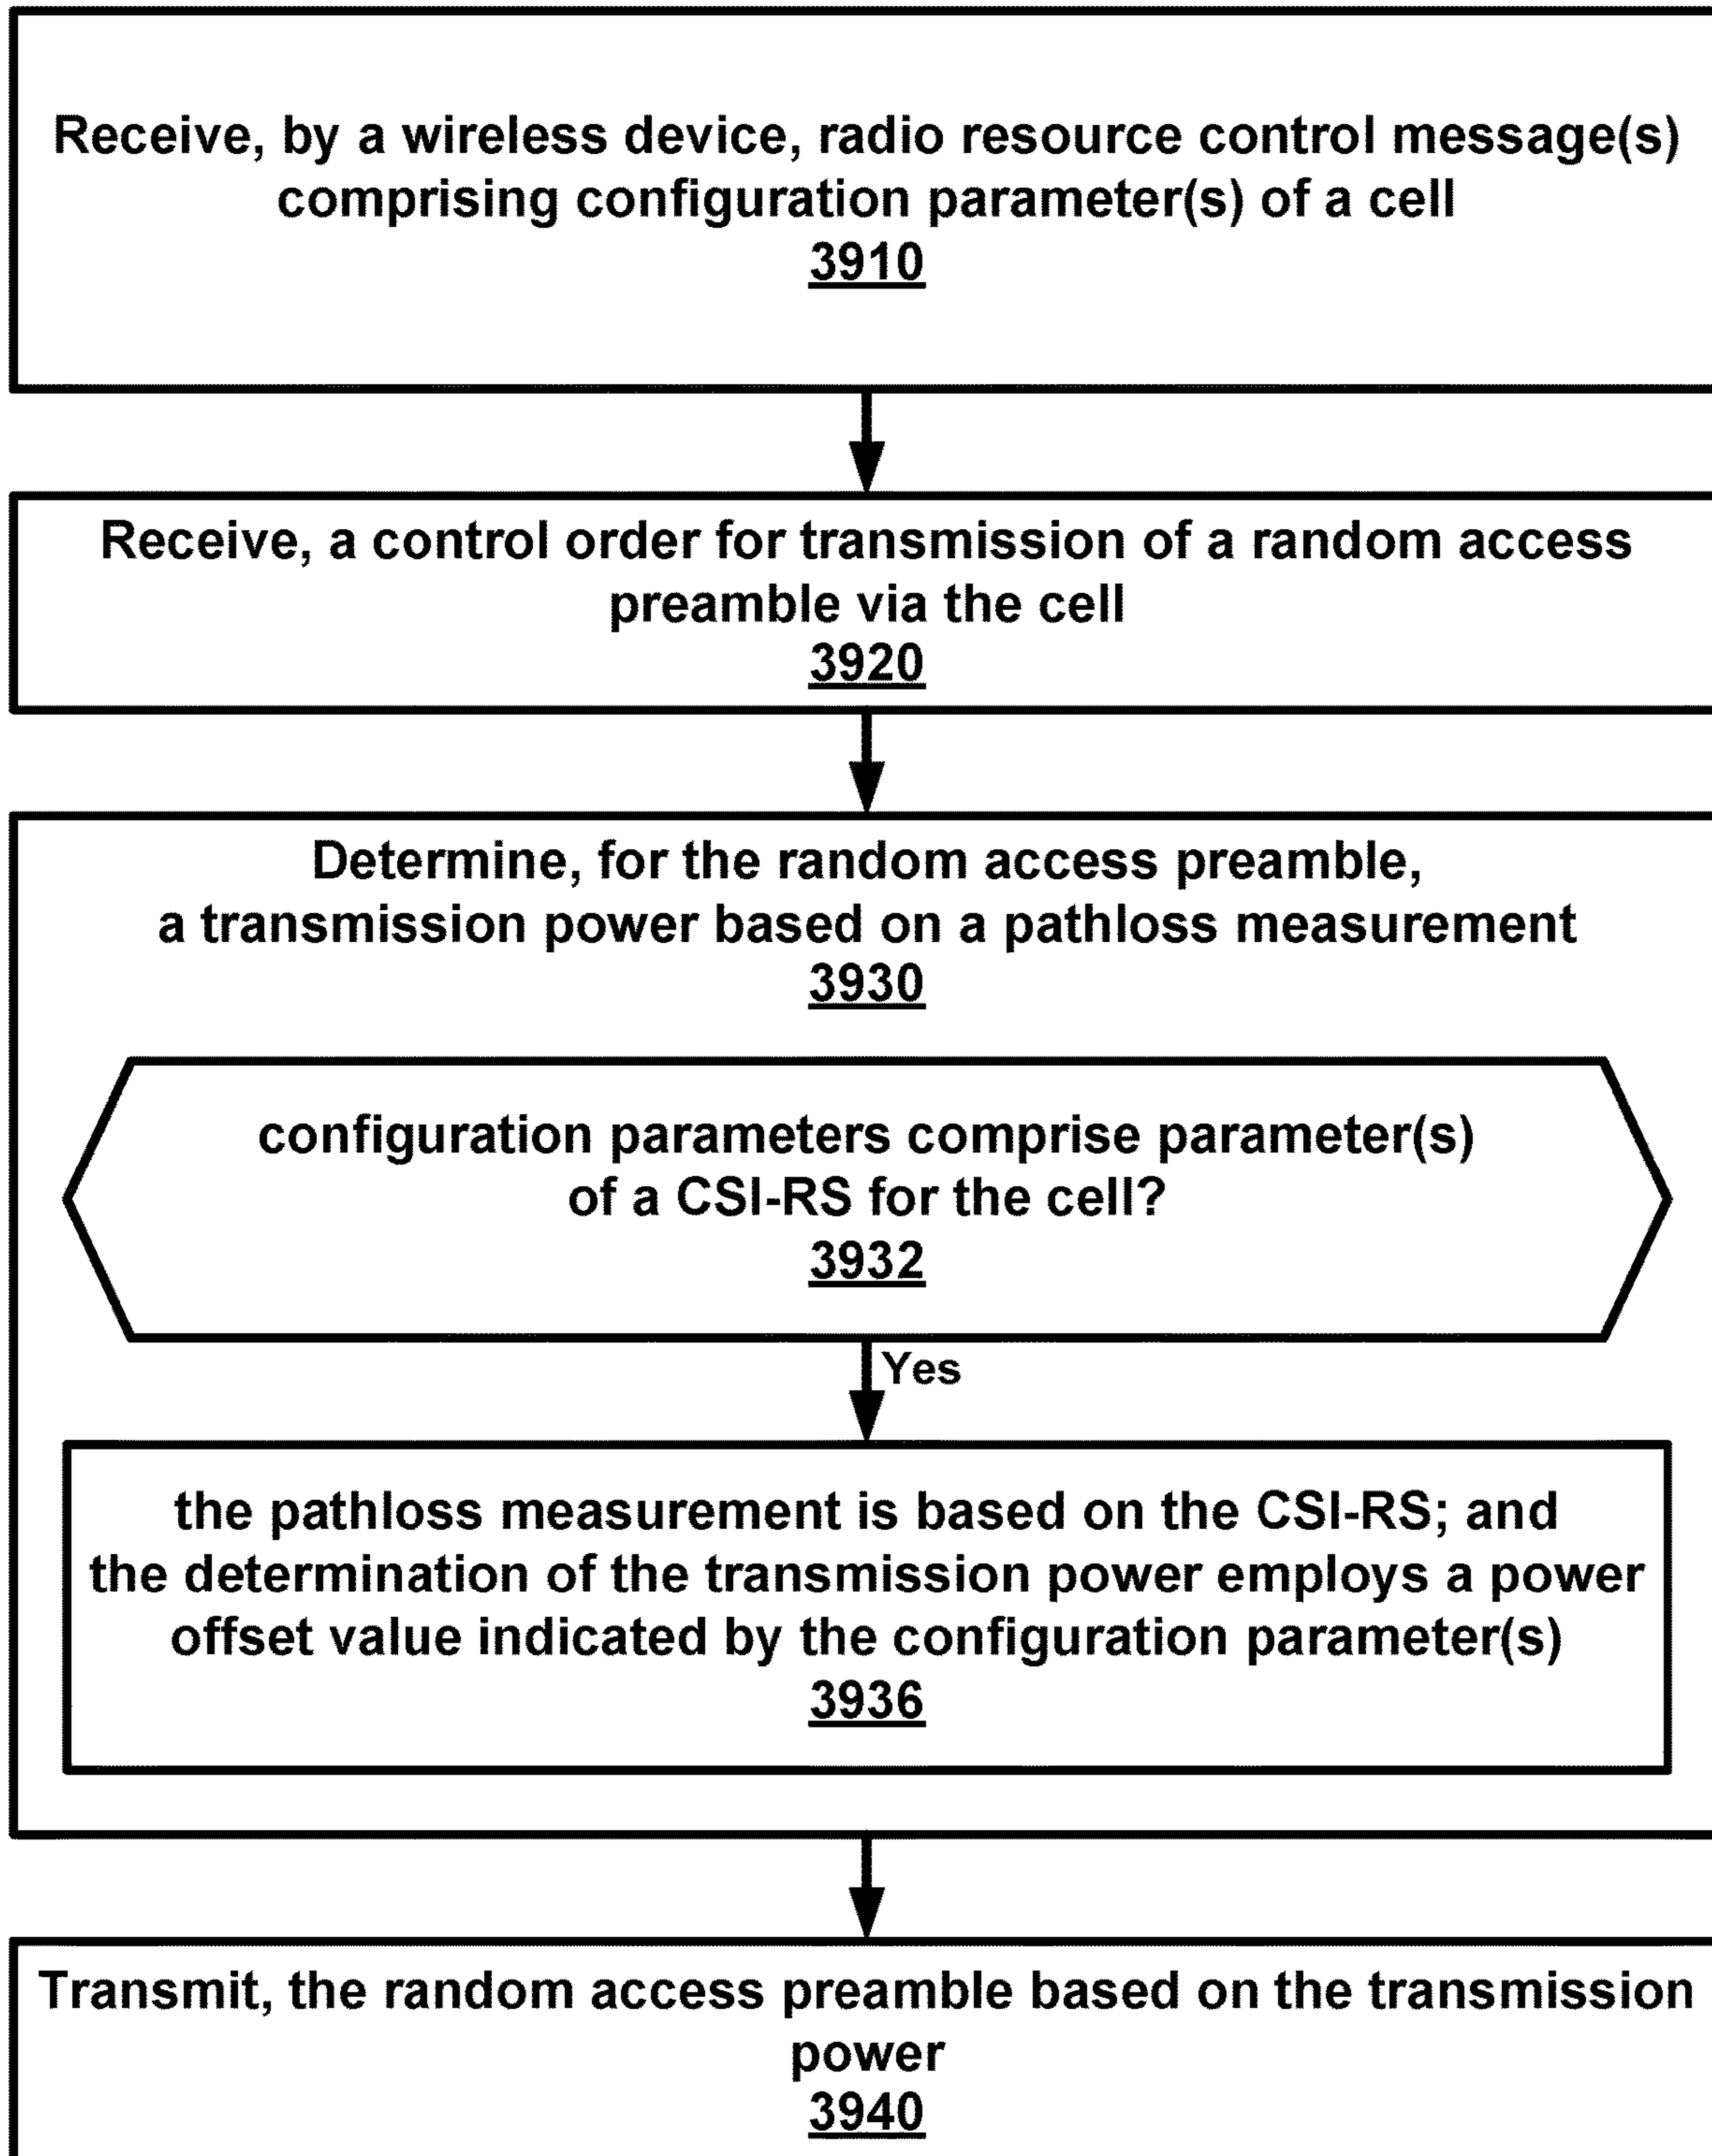 Receive, by a wireless device, radio resource control message(s)
comprising configuration parameter(s) of a cell
3910
Receive, a control order for transmission of a random access
preamble via the cell
3920
Determine, for the random access preamble,
a transmission power based on a pathloss measurement
3930
configuration parameters comprise parameter(s)
of a CSI-RS for the cell?
3932
Yes
the pathloss measurement is based on the CSI-RS; and
the determination of the transmission power employs a power
offset value indicated by the configuration parameter(s)
3936
Transmit, the random access preamble based on the transmission
power
3940